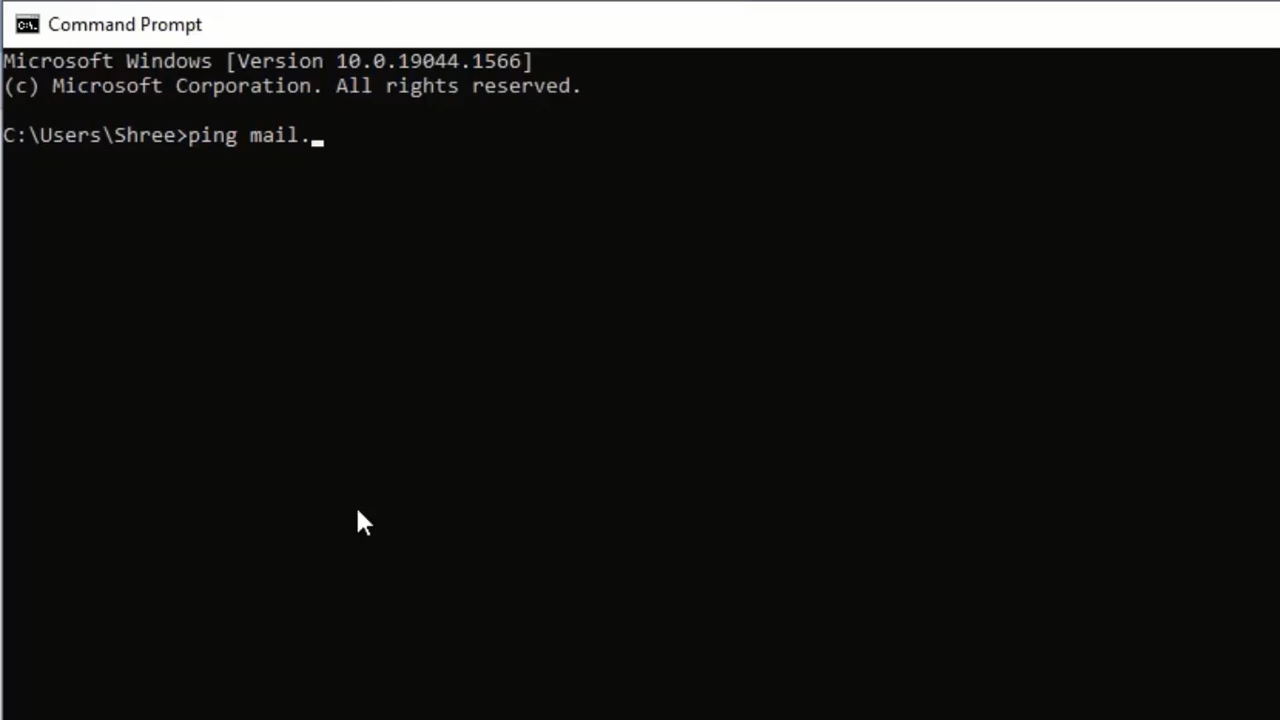 Command Prompt
Microsoft Windows [Version 10.0.19044.1566]
(c) Microsoft Corporation. All rights reserved.
C:\Users\Shree>ping mail.